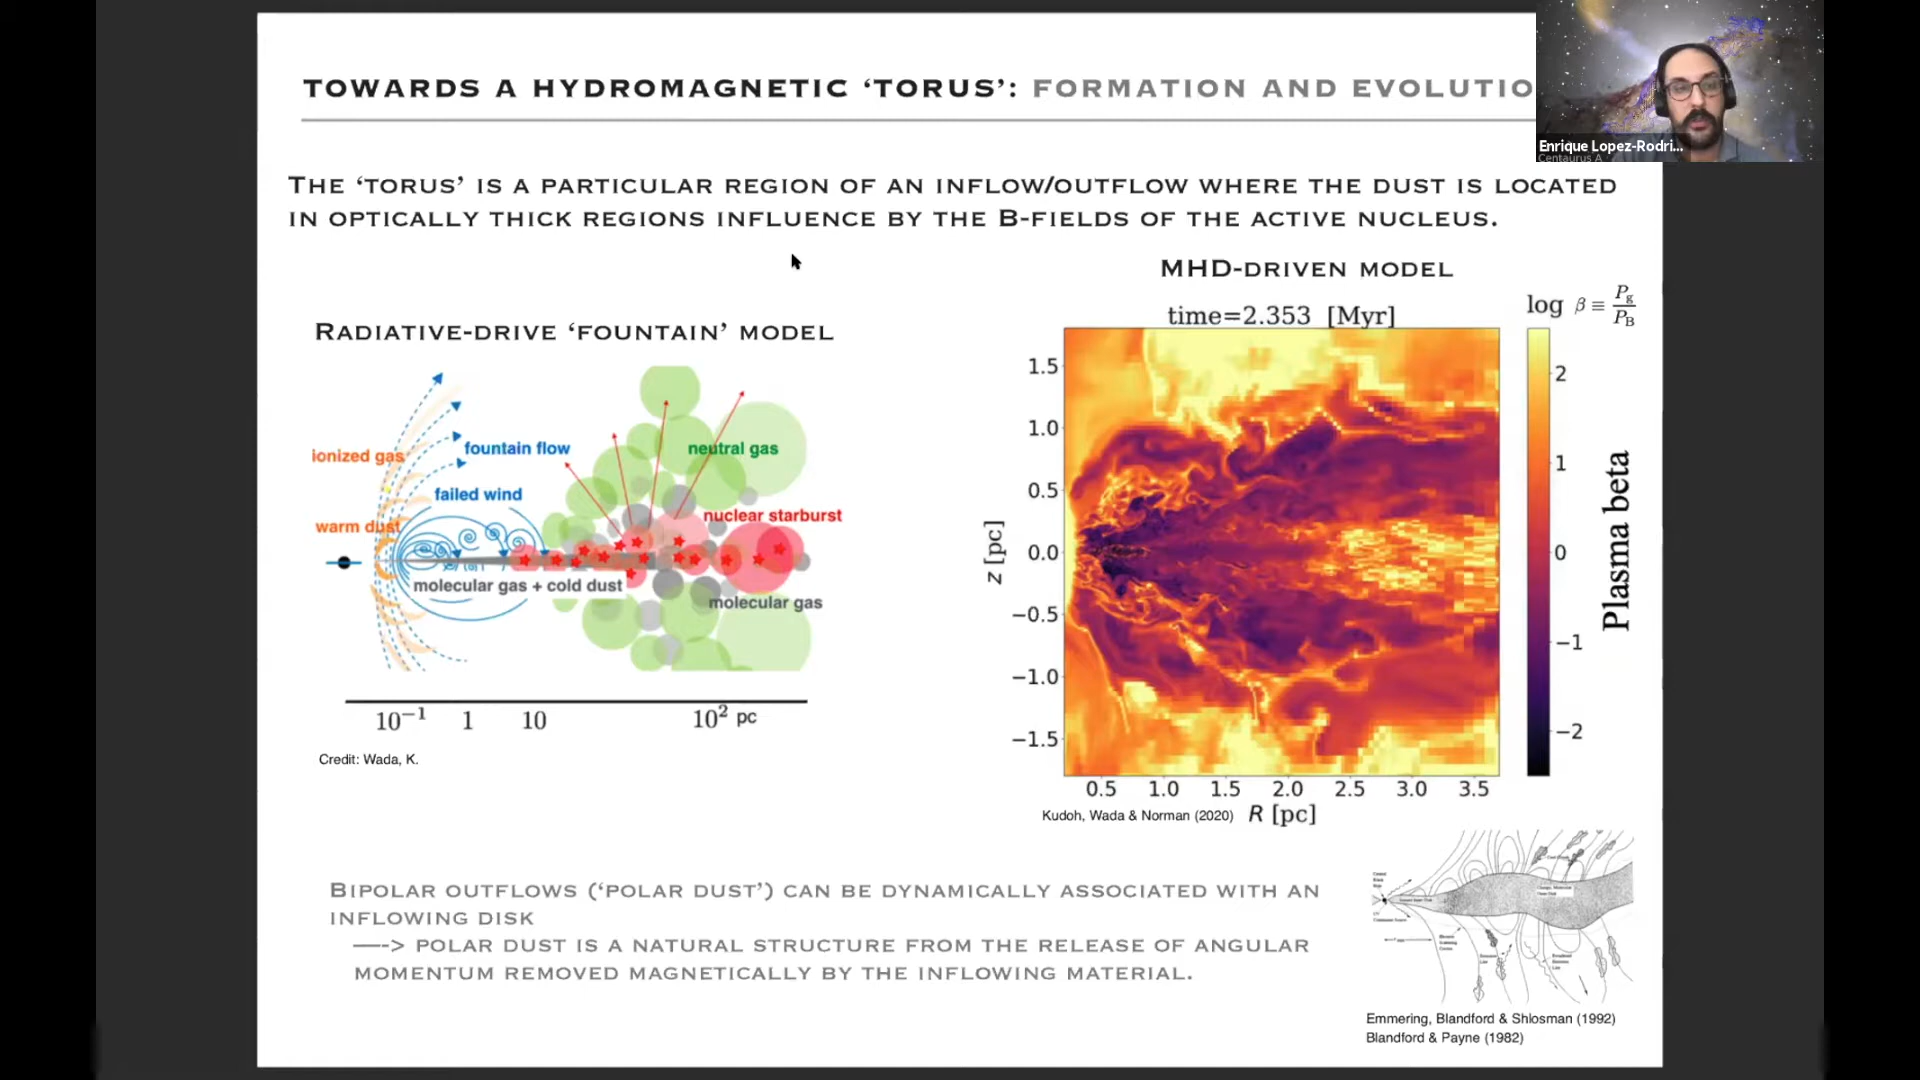 TOWARDS A HYDROMAGNETIC ‘TORUS’: FORMATION AND EVOLUTIO
Enrique Lopez-Rodri...
Centaurus A
THE ‘TORUS’ IS A PARTICULAR REGION OF AN INFLOW/OUTFLOW WHERE THE DUST IS LOCATED
IN OPTICALLY THICK REGIONS INFLUENCE BY THE B-FIELDS OF THE ACTIVE NUCLEUS.
RADIATIVE-DRIVE ‘FOUNTAIN’ MODEL
ionized gas
fountain flow
neutral gas
failed wind
warm dust
nuclear starburst
molecular gas + cold dust
molecular gas
10⁻¹ 1 10 10² pc
Credit: Wada, K.
MHD-DRIVEN MODEL
time=2.353 [Myr]
log β ≡ Pg/PB
1.5
1.0
0.5
0.0
−0.5
−1.0
−1.5
z [pc]
0.5 1.0 1.5 2.0 2.5 3.0 3.5
R [pc]
2
1
0
−1
−2
Plasma beta
Kudoh, Wada & Norman (2020)
BIPOLAR OUTFLOWS (‘POLAR DUST’) CAN BE DYNAMICALLY ASSOCIATED WITH AN
INFLOWING DISK
—-> POLAR DUST IS A NATURAL STRUCTURE FROM THE RELEASE OF ANGULAR
MOMENTUM REMOVED MAGNETICALLY BY THE INFLOWING MATERIAL.
Emmering, Blandford & Shlosman (1992)
Blandford & Payne (1982)